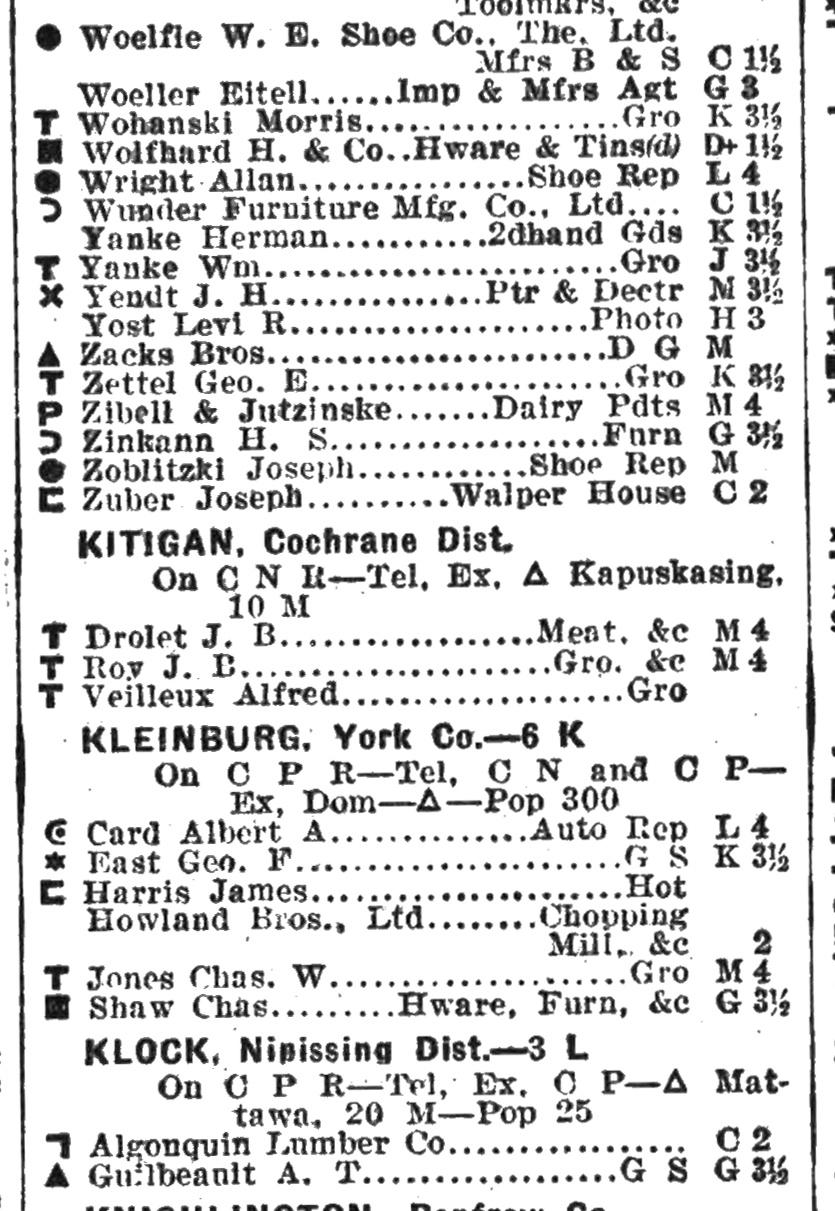 Toolmkrs, &c
● Woelfle W. E. Shoe Co., The, Ltd.
Mfrs B & S C 1½
Woeller Eitell......Imp & Mfrs Agt G 3
T Wohanski Morris..................Gro K 3½
■ Wolfhard H. & Co..Hware & Tins(d) D+ 1½
● Wright Allan................Shoe Rep L 4
Ɔ Wunder Furniture Mfg. Co., Ltd.... C 1½
Yanke Herman...........2dhand Gds K 3½
T Yanke Wm.........................Gro J 3½
✕ Yendt J. H...............Ptr & Dectr M 3½
Yost Levi R.....................Photo H 3
▲ Zacks Bros........................D G M
T Zettel Geo. E......................Gro K 3½
P Zibell & Jutzinske.......Dairy Pdts M 4
Ɔ Zinkann H. S...................Furn G 3½
● Zoblitzki Joseph............Shoe Rep M
⊏ Zuber Joseph..........Walper House C 2
KITIGAN, Cochrane Dist.
On C N R—Tel, Ex, Δ Kapuskasing,
10 M
T Drolet J. B...................Meat, &c M 4
T Roy J. B.......................Gro, &c M 4
T Veilleux Alfred....................Gro
KLEINBURG, York Co.—6 K
On C P R—Tel, C N and C P—
Ex, Dom—Δ—Pop 300
Card Albert A..............Auto Rep L 4
* East Geo. F.......................G S K 3½
⊏ Harris James......................Hot
Howland Bros., Ltd........Chopping
Mill, &c 2
T Jones Chas. W.....................Gro M 4
■ Shaw Chas.........Hware, Furn, &c G 3½
KLOCK, Nipissing Dist.—3 L
On C P R—Tel, Ex, C P—Δ Mat-
tawa, 20 M—Pop 25
ㄱ Algonquin Lumber Co................. C 2
▲ Guilbeault A. T..................G S G 3½